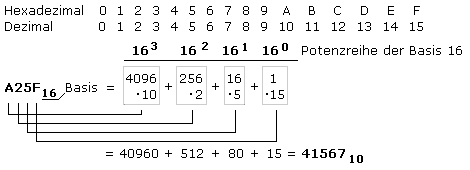 Hexadezimal 0 1 2 3 4 5 6 7 8 9 A B C D E F
Dezimal 0 1 2 3 4 5 6 7 8 9 10 11 12 13 14 15
16³ 16² 16¹ 16⁰ Potenzreihe der Basis 16
4096 256 16 1
A25F₁₆ Basis = + + +
·10 ·2 ·5 ·15
= 40960 + 512 + 80 + 15 = 41567₁₀